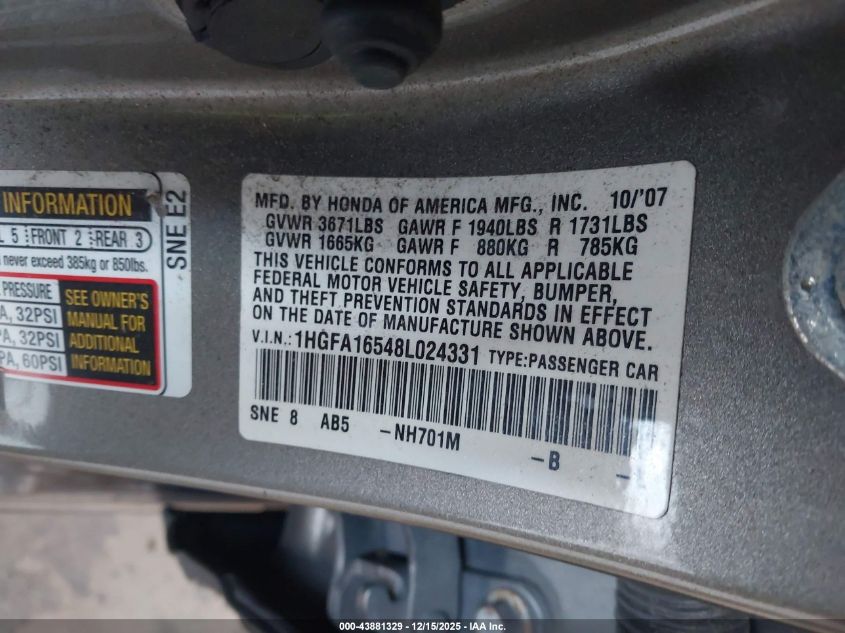 INFORMATION
5 FRONT 2 REAR 3
never exceed 385kg or 850lbs.
PRESSURE
, 32PSI
PA, 32PSI
PA, 60PSI
SEE OWNER'S
MANUAL FOR
ADDITIONAL
INFORMATION
SNE E2
MFD. BY HONDA OF AMERICA MFG., INC. 10/'07
GVWR 3671LBS GAWR F 1940LBS R 1731LBS
GVWR 1665KG GAWR F 880KG R 785KG
THIS VEHICLE CONFORMS TO ALL APPLICABLE
FEDERAL MOTOR VEHICLE SAFETY, BUMPER,
AND THEFT PREVENTION STANDARDS IN EFFECT
ON THE DATE OF MANUFACTURE SHOWN ABOVE.
V.I.N.: 1HGFA16548L024331 TYPE:PASSENGER CAR
SNE 8 AB5 -NH701M -B -
000-43881329 - 12/15/2025 - IAA Inc.